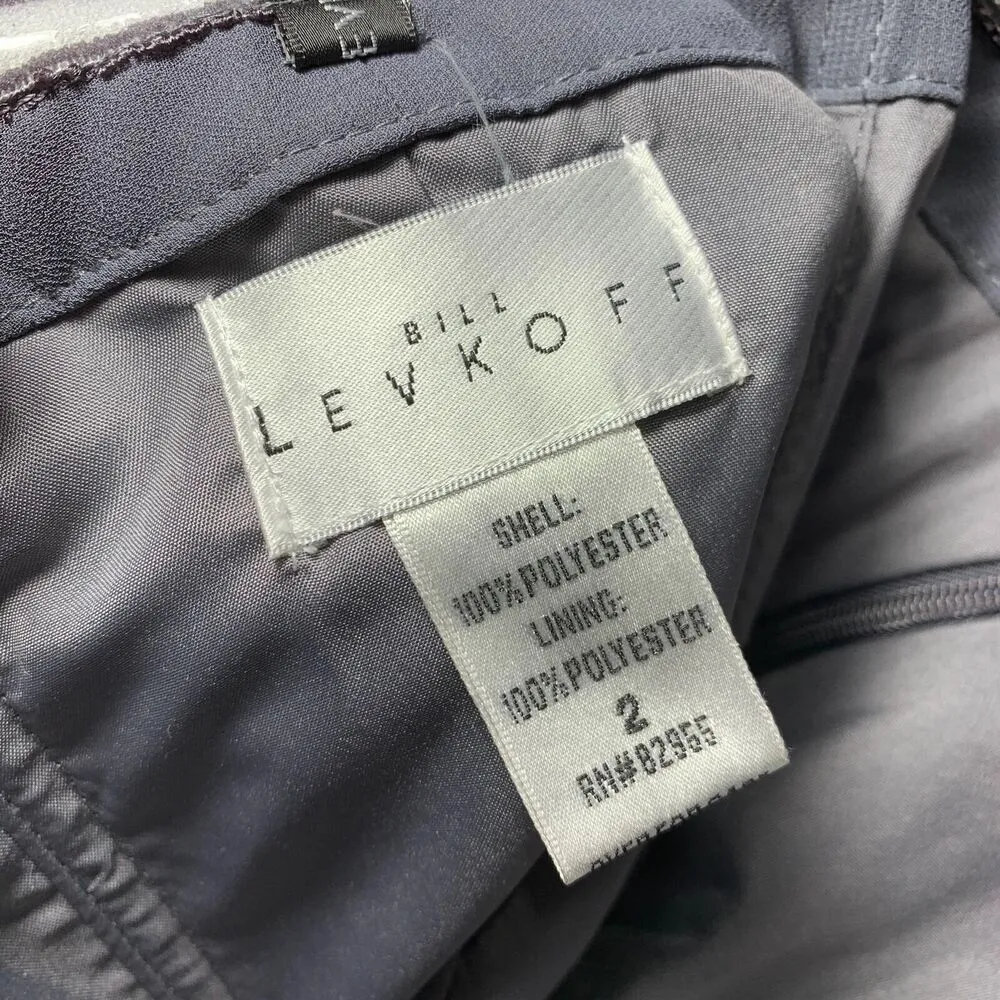 BILL
LEVKOFF
SHELL:
100%POLYESTER
LINING:
100%POLYESTER
2
RN#82955